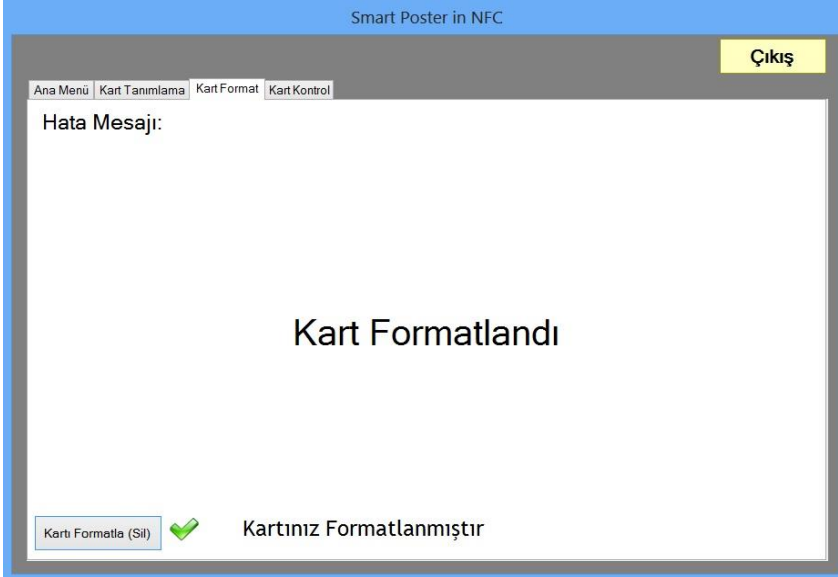 Smart Poster in NFC
Çıkış
Ana Menü Kart Tanımlama Kart Format Kart Kontrol
Hata Mesajı:
Kart Formatlandı
Kartı Formatla (Sil) Kartınız Formatlanmıştır